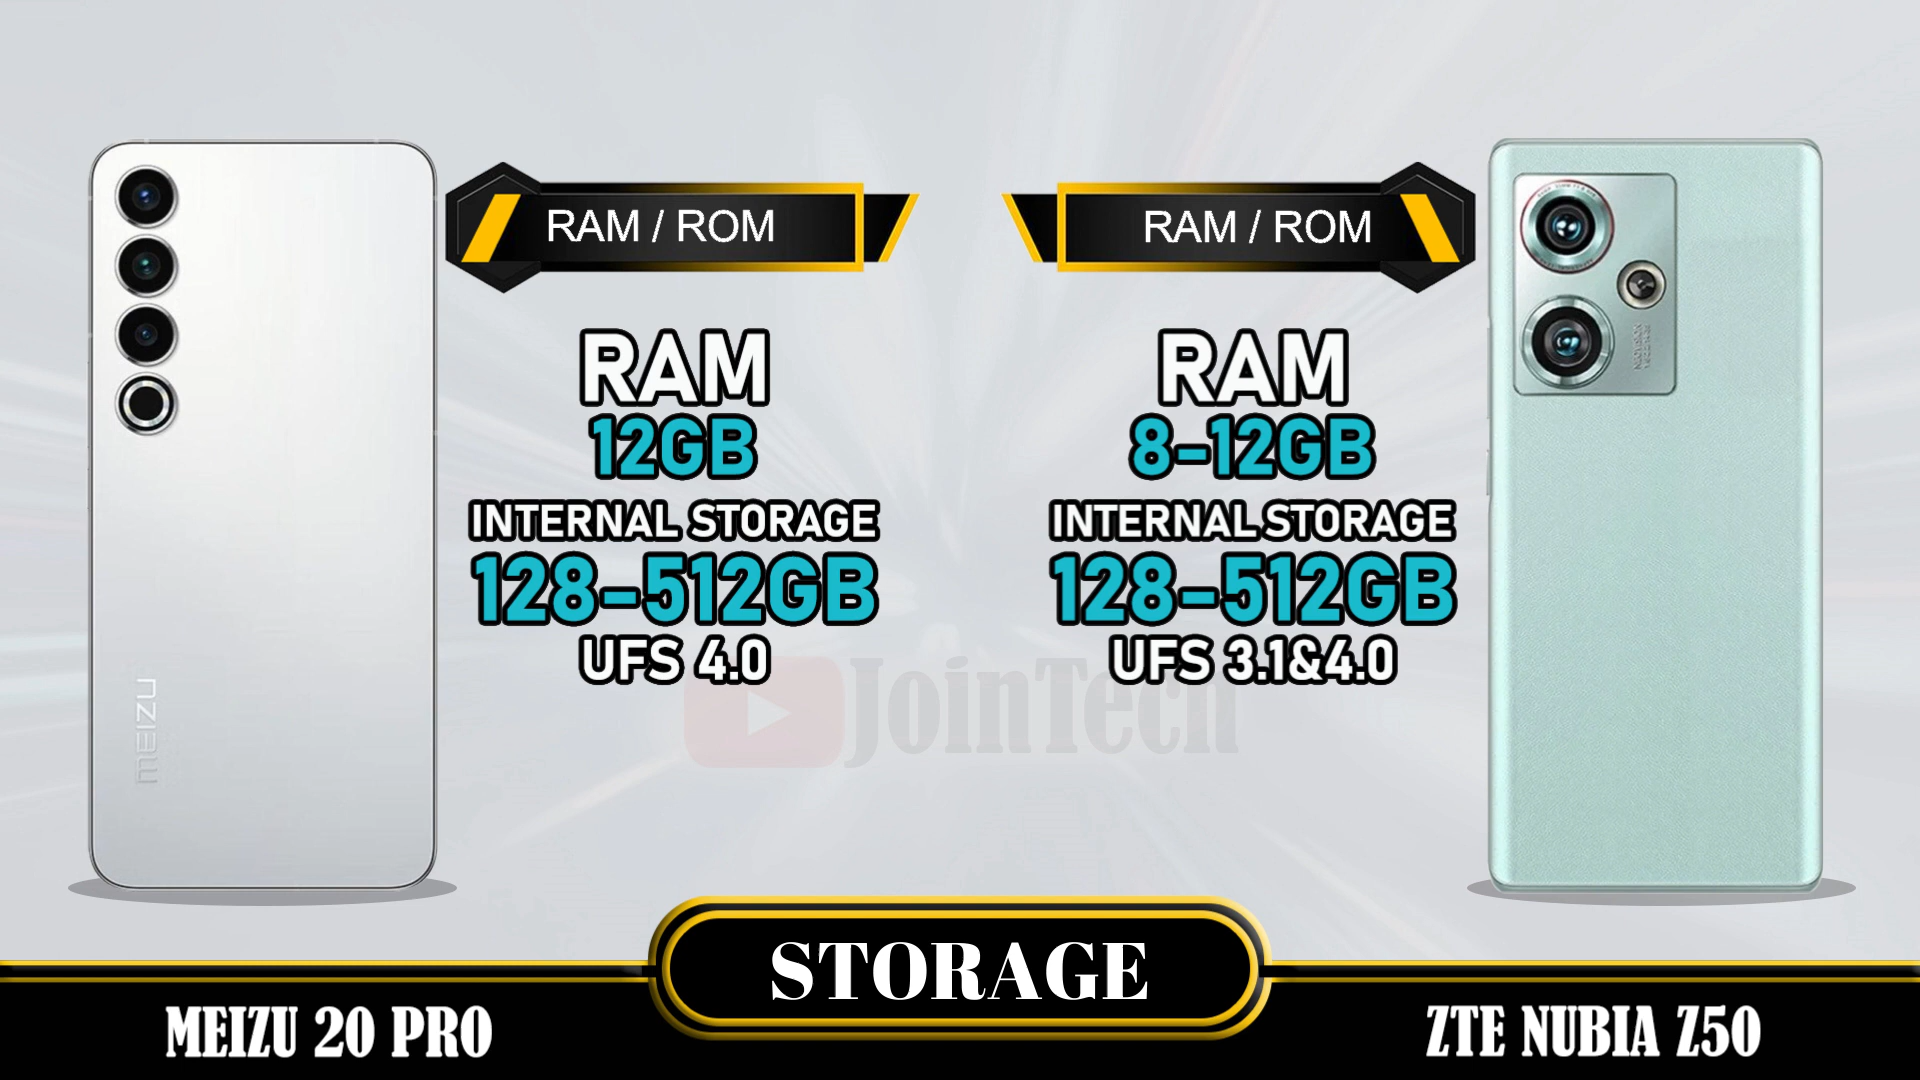 RAM / ROM
RAM
12GB
INTERNAL STORAGE
128-512GB
UFS 4.0
RAM / ROM
RAM
8-12GB
INTERNAL STORAGE
128-512GB
UFS 3.1&4.0
JoinTech
MEIZU
STORAGE
MEIZU 20 PRO
ZTE NUBIA Z50